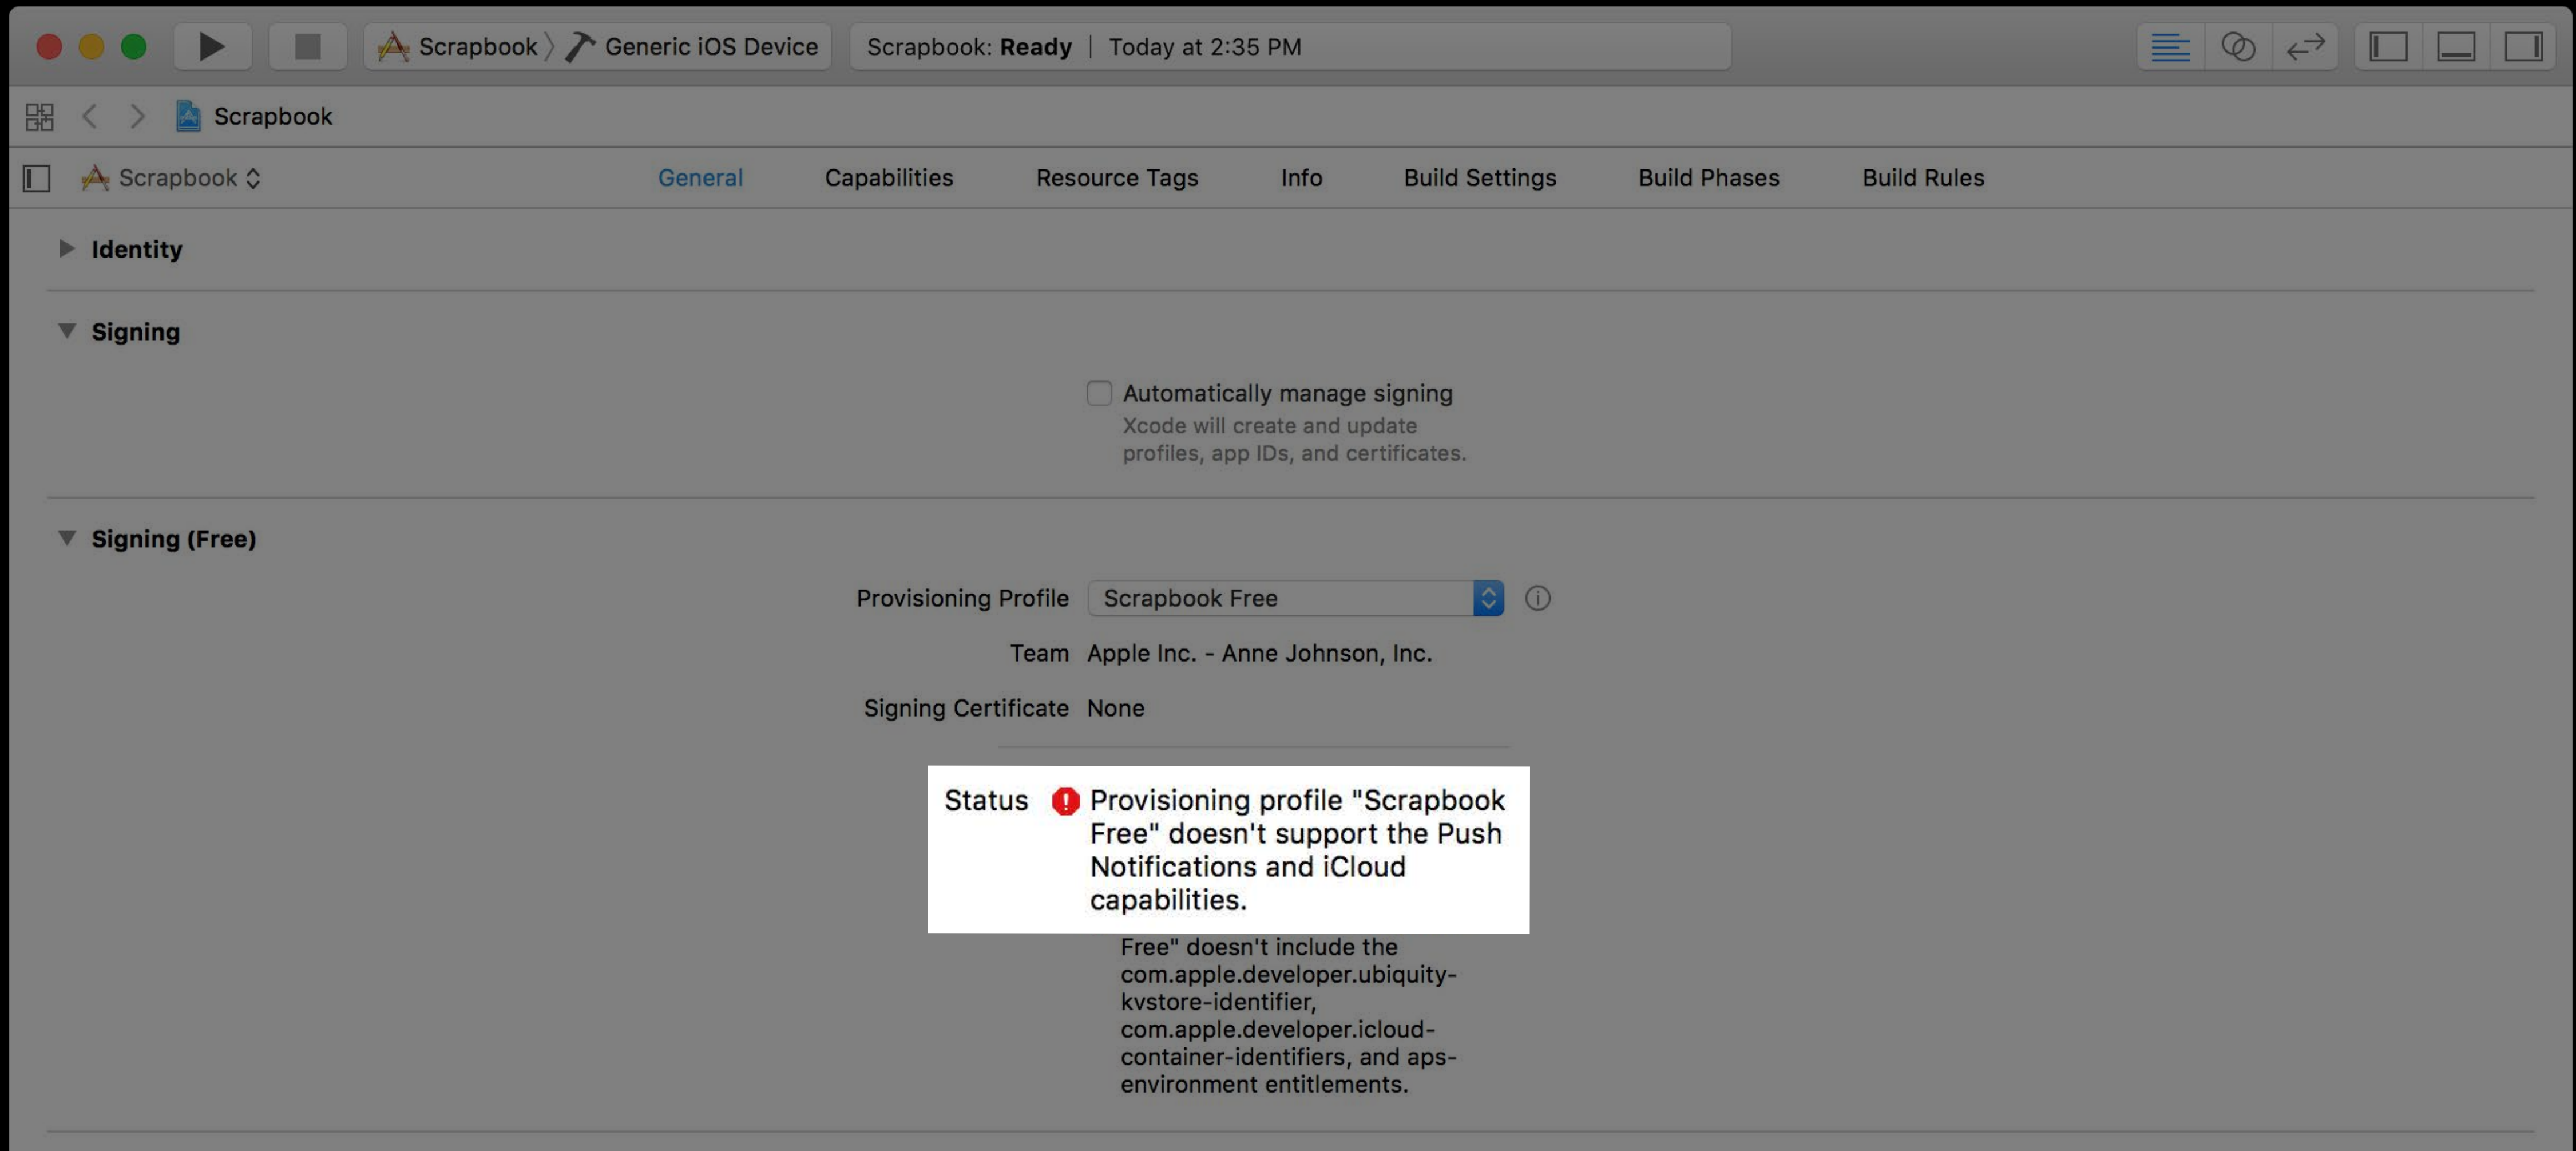 Scrapbook Generic iOS Device Scrapbook: Ready | Today at 2:35 PM
Scrapbook
Scrapbook General Capabilities Resource Tags Info Build Settings Build Phases Build Rules
Identity
Signing
Automatically manage signing
Xcode will create and update
profiles, app IDs, and certificates.
Signing (Free)
Provisioning Profile Scrapbook Free
Team Apple Inc. - Anne Johnson, Inc.
Signing Certificate None
Status Provisioning profile "Scrapbook
Free" doesn't support the Push
Notifications and iCloud
capabilities.
Free" doesn't include the
com.apple.developer.ubiquity-
kvstore-identifier,
com.apple.developer.icloud-
container-identifiers, and aps-
environment entitlements.